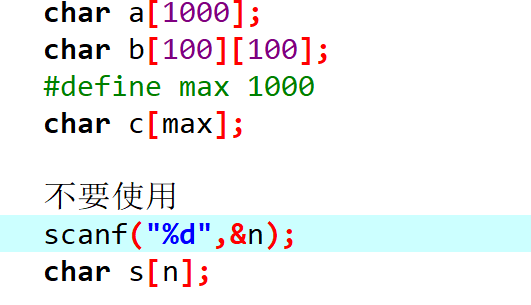 char a[1000];
char b[100][100];
#define max 1000
char c[max];
不要使用
scanf("%d",&n);
char s[n];